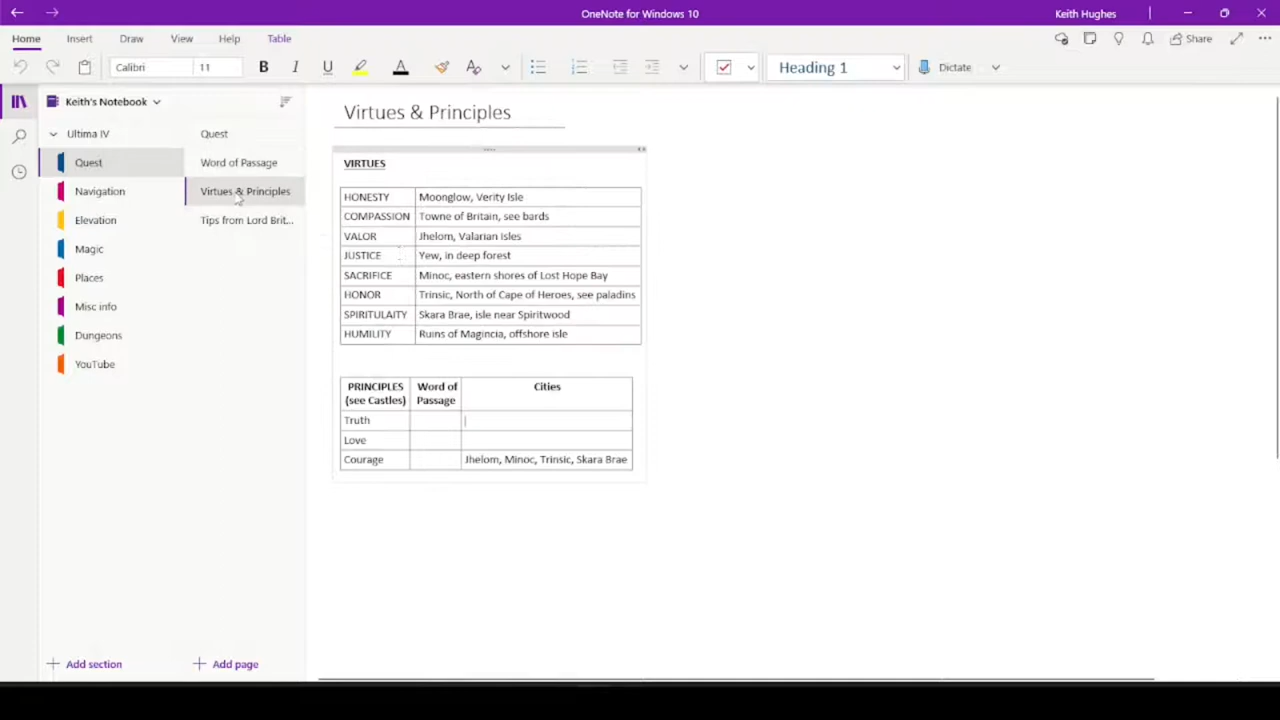 OneNote for Windows 10
Keith Hughes
Home Insert Draw View Help Table
Share
Calibri 11 B I U A Heading 1 Dictate
Keith's Notebook
Ultima IV
Quest
Navigation
Elevation
Magic
Places
Misc info
Dungeons
YouTube
Add section
Quest
Word of Passage
Virtues & Principles
Tips from Lord Brit...
Add page
Virtues & Principles
VIRTUES
HONESTY Moonglow, Verity Isle
COMPASSION Towne of Britain, see bards
VALOR Jhelom, Valarian Isles
JUSTICE Yew, in deep forest
SACRIFICE Minoc, eastern shores of Lost Hope Bay
HONOR Trinsic, North of Cape of Heroes, see paladins
SPIRITULAITY Skara Brae, isle near Spiritwood
HUMILITY Ruins of Magincia, offshore isle
PRINCIPLES Word of Cities
(see Castles) Passage
Truth
Love
Courage Jhelom, Minoc, Trinsic, Skara Brae